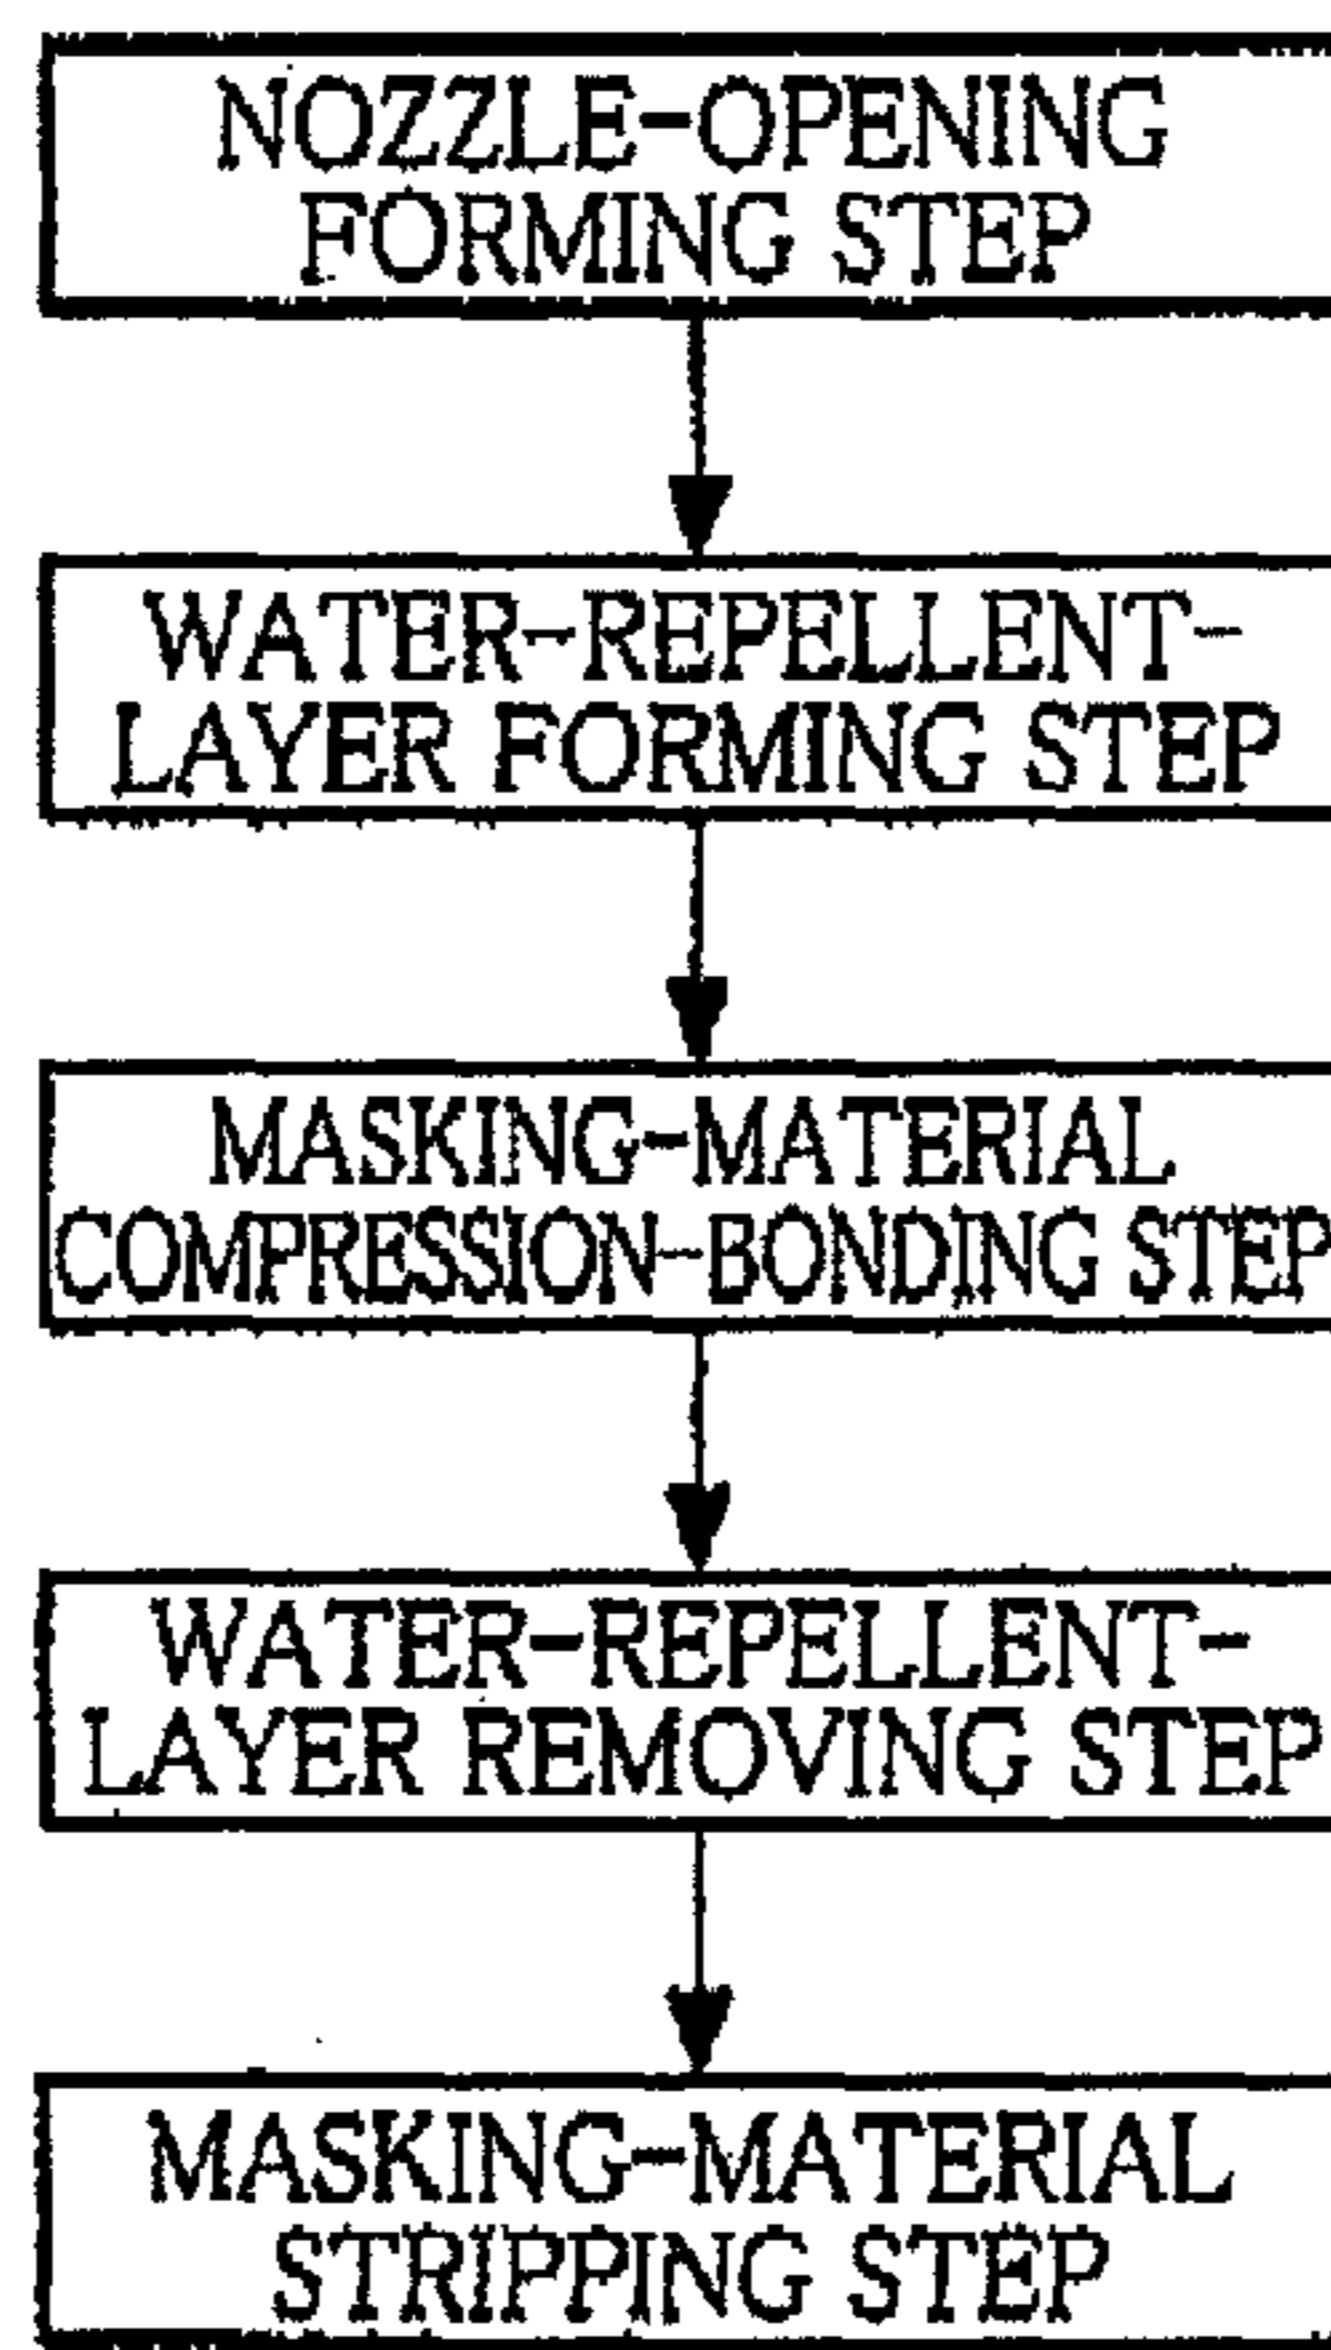 NOZZLE-OPENING
FORMING STEP
WATER-REPELLENT-
LAYER FORMING STEP
MASKING-MATERIAL
COMPRESSION-BONDING STEP
WATER-REPELLENT-
LAYER REMOVING STEP
MASKING-MATERIAL
STRIPPING STEP